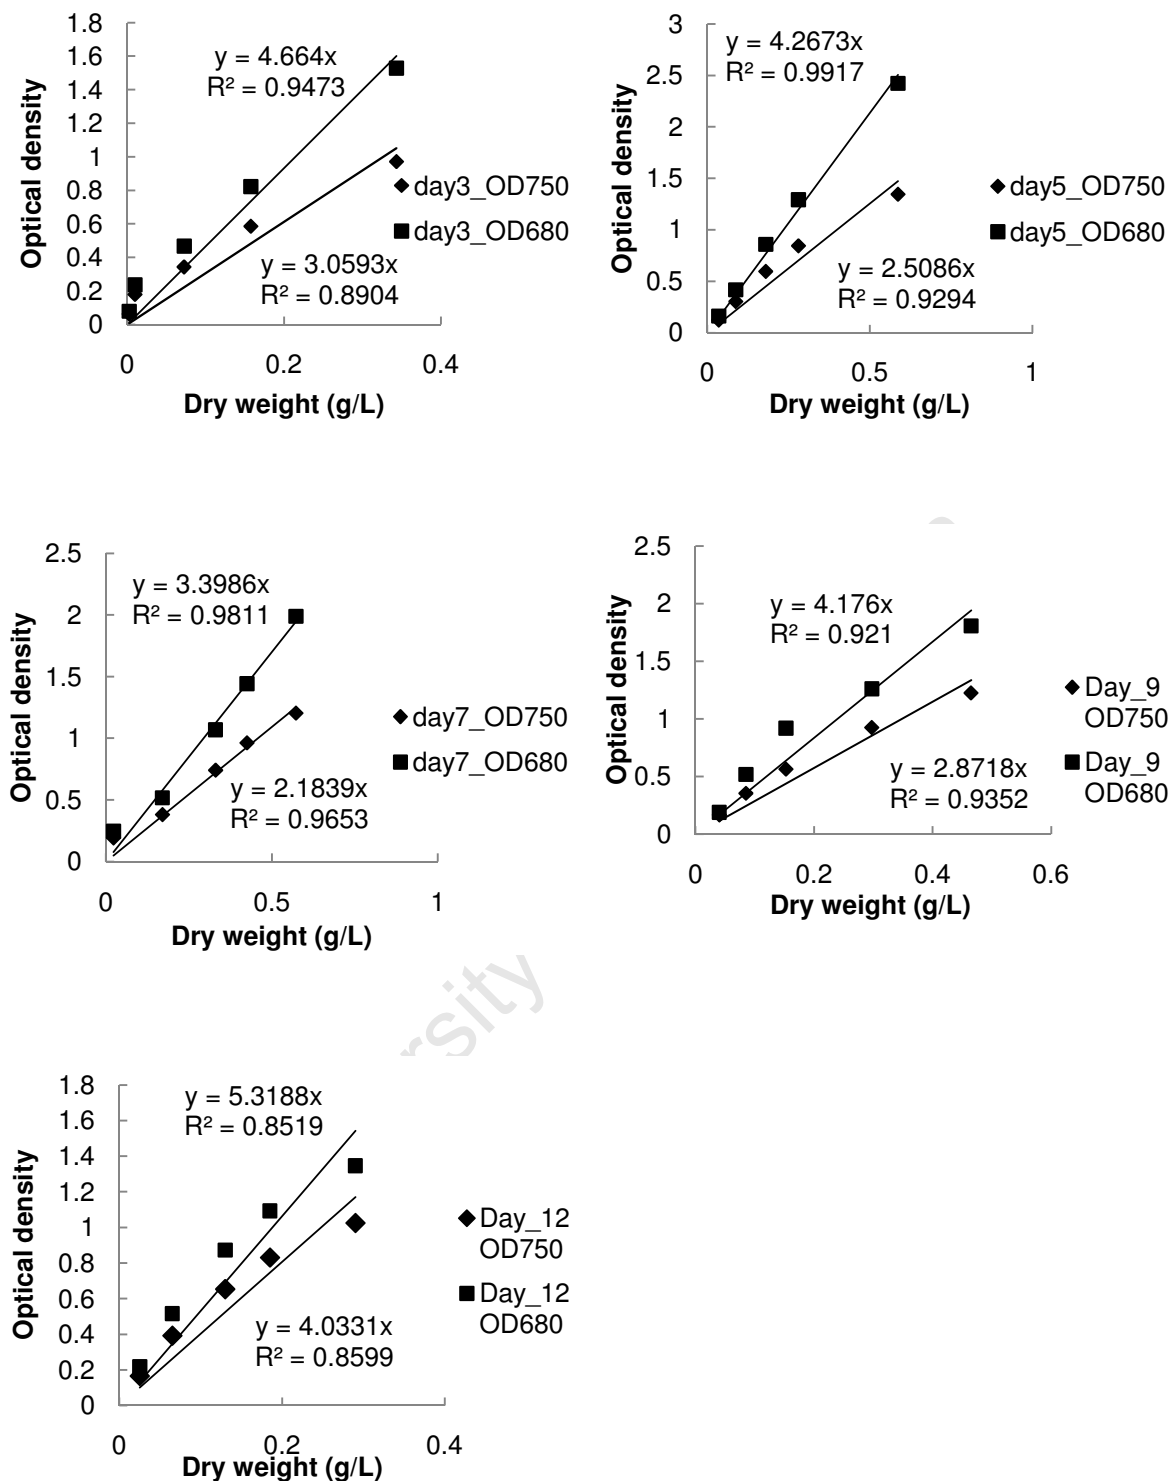 1.8
1.6
1.4
1.2
1
0.8
0.6
0.4
0.2
0
Optical density
y = 4.664x
R² = 0.9473
y = 3.0593x
R² = 0.8904
day3_OD750
day3_OD680
0 0.2 0.4
Dry weight (g/L)
3
2.5
2
1.5
1
0.5
0
Optical density
y = 4.2673x
R² = 0.9917
y = 2.5086x
R² = 0.9294
day5_OD750
day5_OD680
0 0.5 1
Dry weight (g/L)
2.5
2
1.5
1
0.5
0
Optical density
y = 3.3986x
R² = 0.9811
y = 2.1839x
R² = 0.9653
day7_OD750
day7_OD680
0 0.5 1
Dry weight (g/L)
2.5
2
1.5
1
0.5
0
Optical density
y = 4.176x
R² = 0.921
y = 2.8718x
R² = 0.9352
Day_9
OD750
Day_9
OD680
0 0.2 0.4 0.6
Dry weight (g/L)
rsity
1.8
1.6
1.4
1.2
1
0.8
0.6
0.4
0.2
0
Optical density
y = 5.3188x
R² = 0.8519
y = 4.0331x
R² = 0.8599
Day_12
OD750
Day_12
OD680
0 0.2 0.4
Dry weight (g/L)